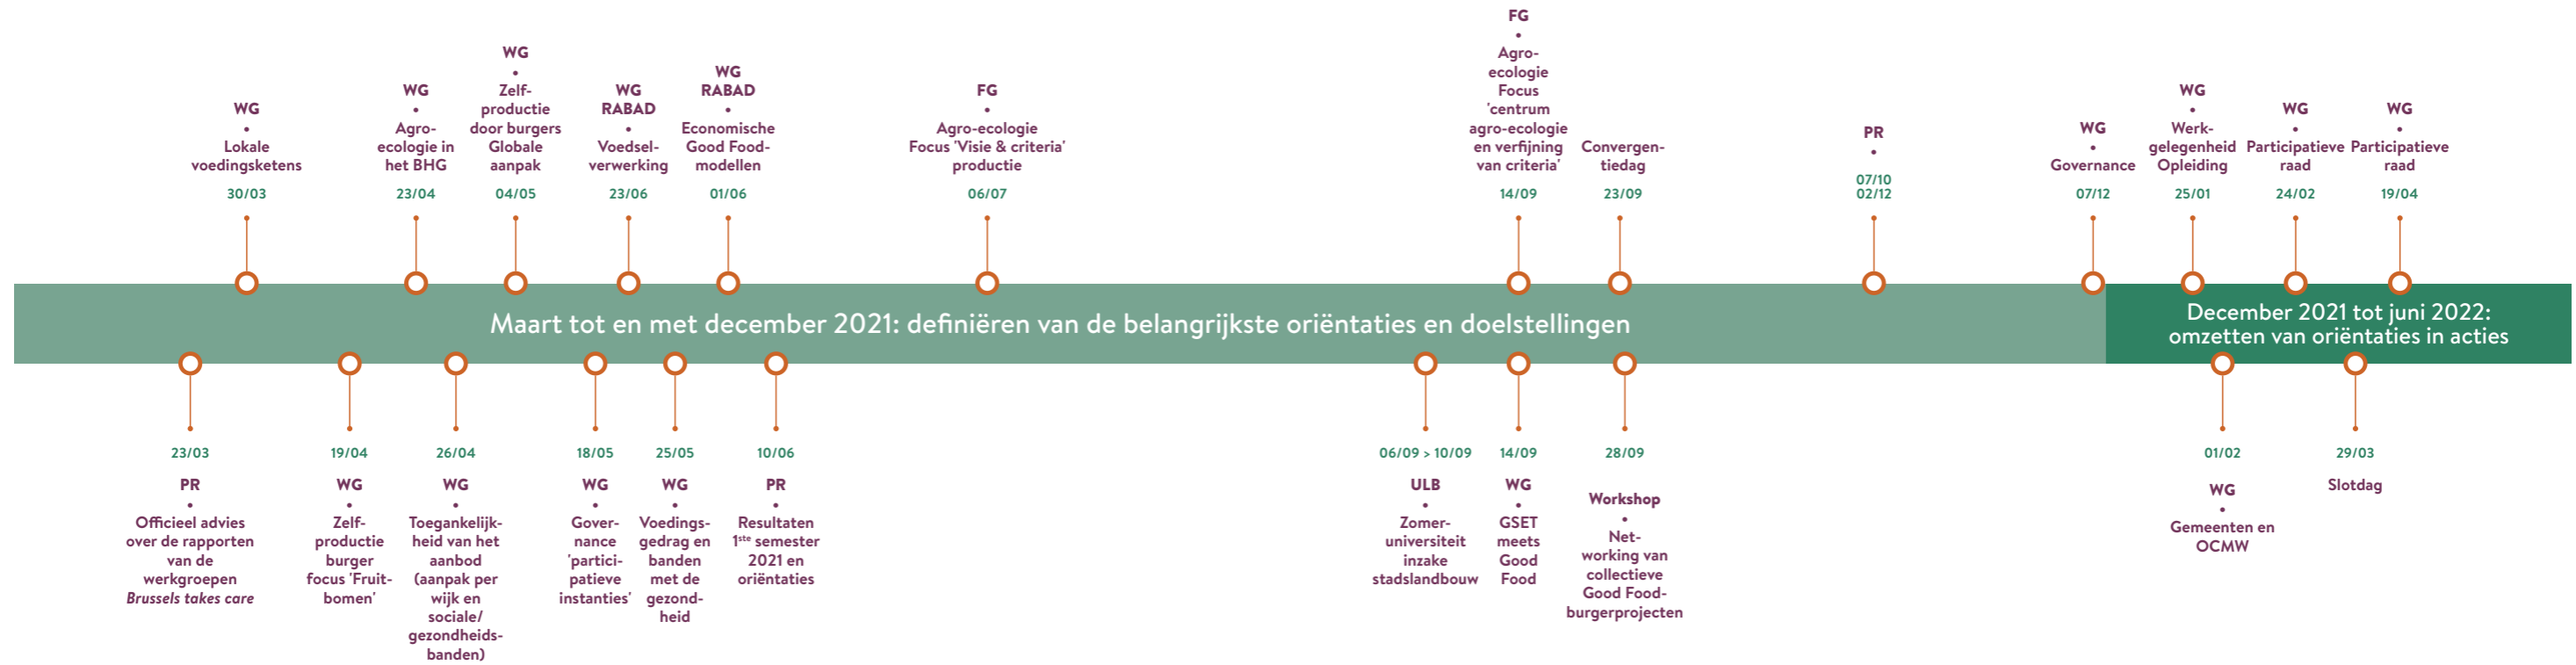 WG
•
Lokale
voedingsketens
30/03
WG
•
Agro-
ecologie in
het BHG
23/04
WG
•
Zelf-
productie
door burgers
Globale
aanpak
04/05
WG
RABAD
•
Voedsel-
verwerking
23/06
WG
RABAD
•
Economische
Good Food-
modellen
01/06
FG
•
Agro-ecologie
Focus 'Visie & criteria'
productie
06/07
FG
•
Agro-
ecologie
Focus
'centrum
agro-ecologie
en verfijning
van criteria'
14/09
Convergen-
tiedag
23/09
PR
•
07/10
02/12
WG
•
Governance
07/12
WG
•
Werk-
gelegenheid
Opleiding
25/01
WG
•
Participatieve
raad
24/02
WG
•
Participatieve
raad
19/04
Maart tot en met december 2021: definiëren van de belangrijkste oriëntaties en doelstellingen
December 2021 tot juni 2022:
omzetten van oriëntaties in acties
23/03
PR
•
Officieel advies
over de rapporten
van de
werkgroepen
Brussels takes care
19/04
WG
•
Zelf-
productie
burger
focus 'Fruit-
bomen'
26/04
WG
•
Toegankelijk-
heid van het
aanbod
(aanpak per
wijk en
sociale/
gezondheids-
banden)
18/05
WG
•
Gover-
nance
'partici-
patieve
instanties'
25/05
WG
•
Voedings-
gedrag en
banden
met de
gezond-
heid
10/06
PR
•
Resultaten
1ste semester
2021 en
oriëntaties
06/09 > 10/09
ULB
•
Zomer-
universiteit
inzake
stadslandbouw
14/09
WG
•
GSET
meets
Good
Food
28/09
Workshop
•
Net-
working van
collectieve
Good Food-
burgerprojecten
01/02
WG
•
Gemeenten en
OCMW
29/03
Slotdag